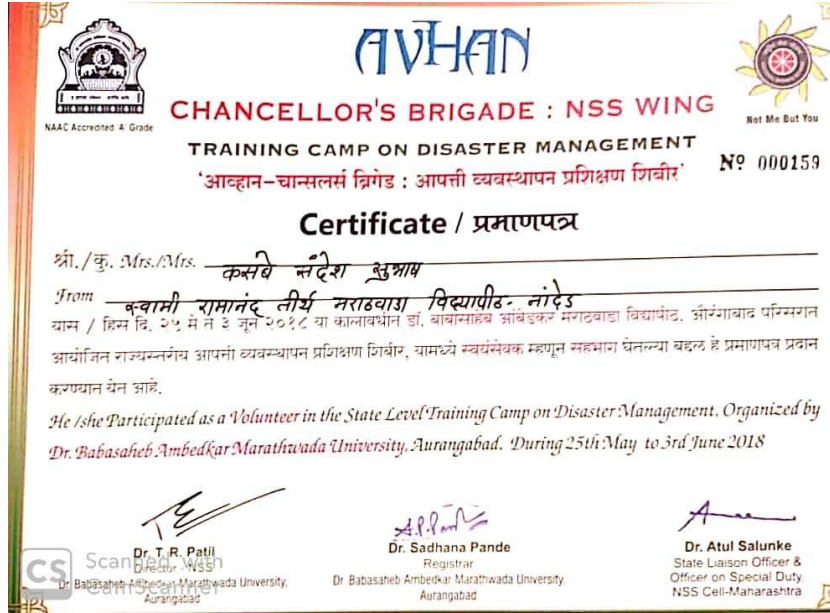 AVHAN
NAAC Accredited 'A' Grade
CHANCELLOR'S BRIGADE : NSS WING
Not Me But You
TRAINING CAMP ON DISASTER MANAGEMENT
Nº 000159
'आव्हान-चान्सलर्स ब्रिगेड : आपत्ती व्यवस्थापन प्रशिक्षण शिबीर'
Certificate / प्रमाणपत्र
श्री./कु. Mrs./Mrs. कसबे संदेश सुभाष
From स्वामी रामानंद तीर्थ मराठवाडा विद्यापीठ- नांदेड
यास / हिस दि. २५ मे ते ३ जून २०१८ या कालावधीत डॉ. बाबासाहेब आंबेडकर मराठवाडा विद्यापीठ. औरंगाबाद परिसरात
आयोजित राज्यस्तरीय आपत्ती व्यवस्थापन प्रशिक्षण शिबीर, यामध्ये स्वयंसेवक म्हणून सहभाग घेतल्या बद्दल हे प्रमाणपत्र प्रदान
करण्यात येत आहे.
He /she Participated as a Volunteer in the State Level Training Camp on Disaster Management, Organized by
Dr. Babasaheb Ambedkar Marathwada University, Aurangabad. During 25th May to 3rd June 2018
Dr. T. R. Patil
Director - NSS
Dr. Babasaheb Ambedkar Marathwada University,
Aurangabad
Dr. Sadhana Pande
Registrar
Dr. Babasaheb Ambedkar Marathwada University,
Aurangabad
Dr. Atul Salunke
State Liaison Officer &
Officer on Special Duty
NSS Cell-Maharashtra
CS Scanned with
CamScanner